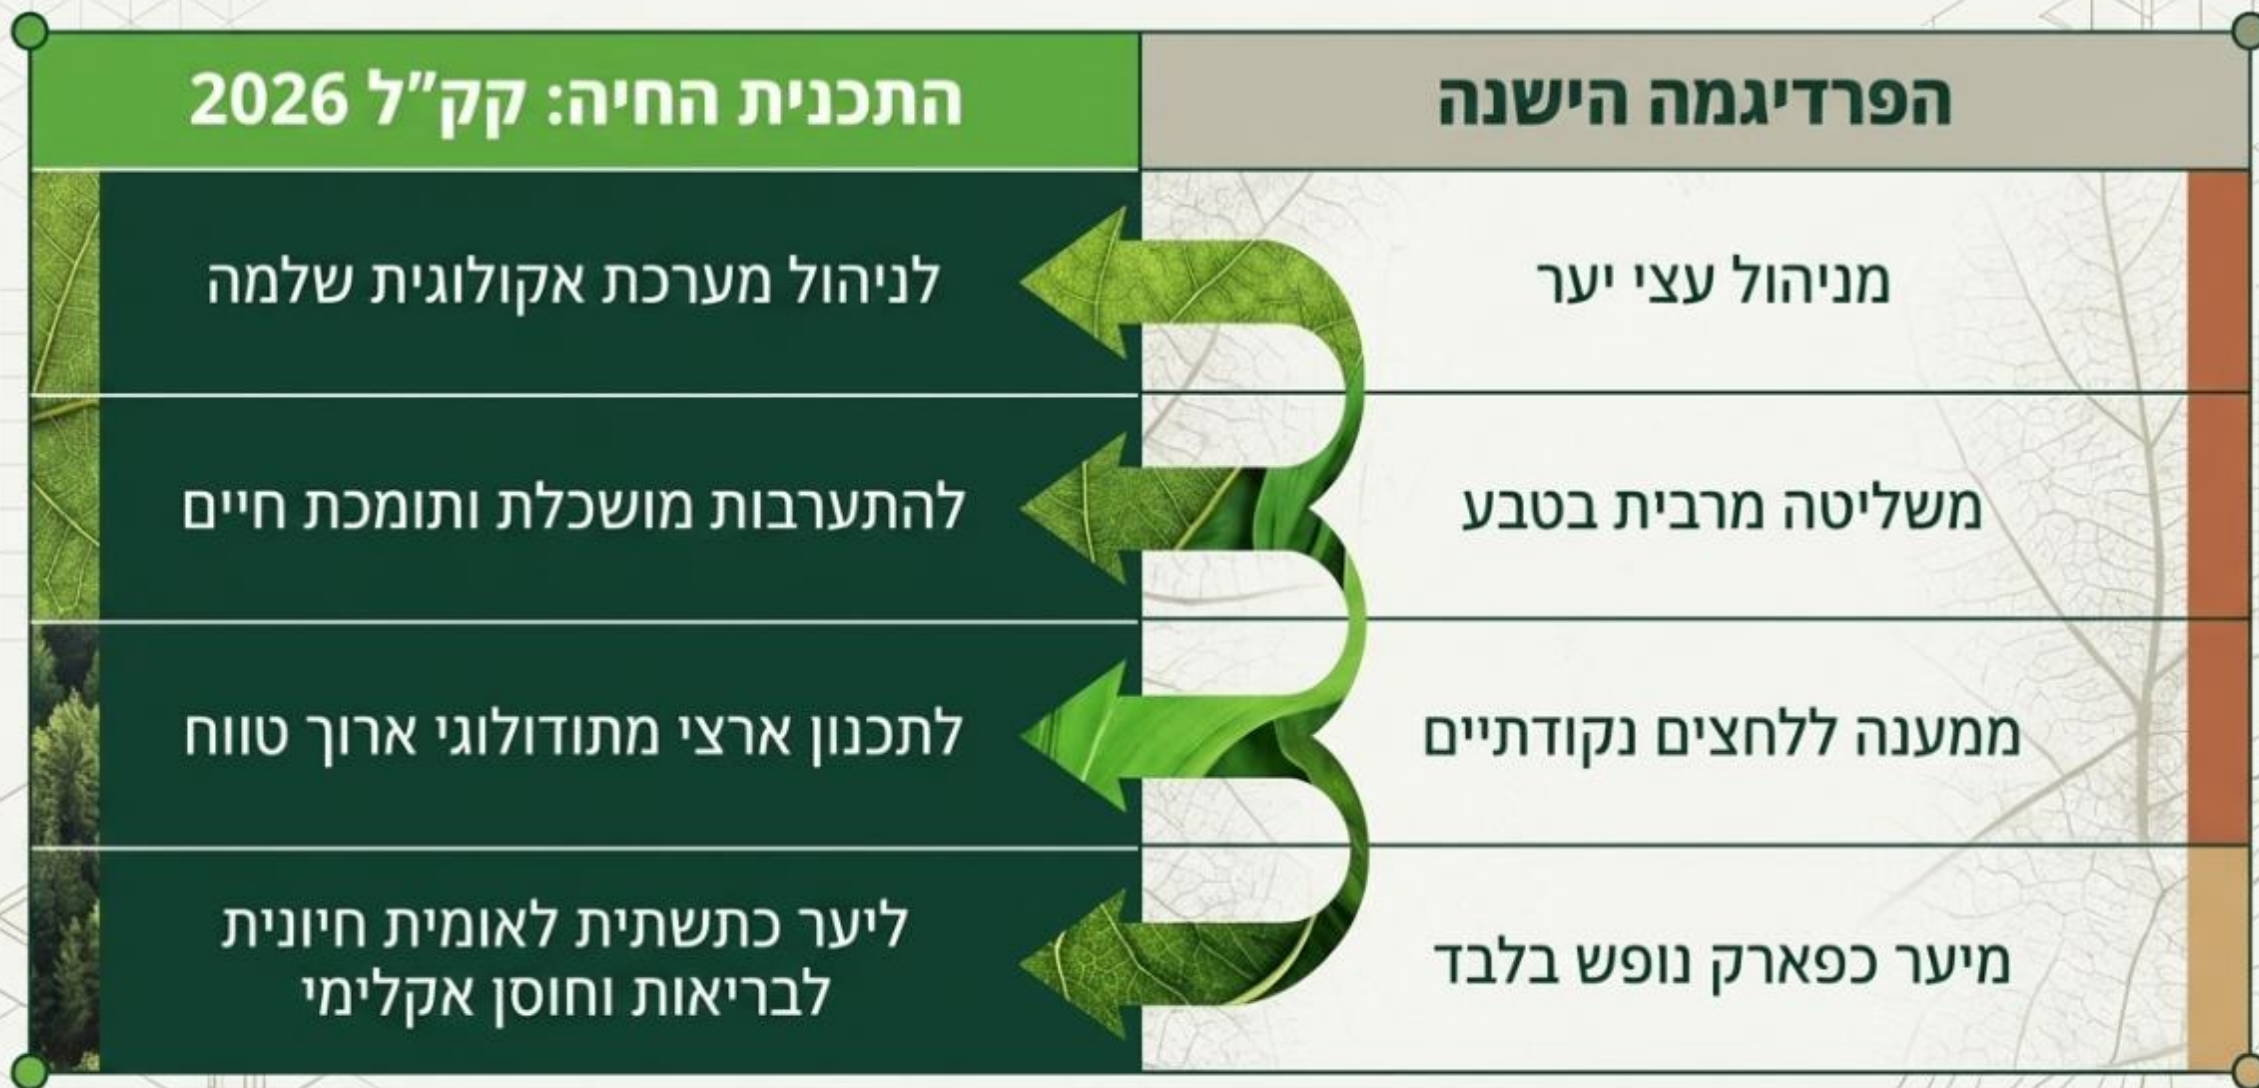 הפרדיגמה הישנה
התכנית החיה: קק"ל 2026
מניהול עצי יער
לניהול מערכת אקולוגית שלמה
משליטה מרבית בטבע
להתערבות מושכלת ותומכת חיים
ממענה ללחצים נקודתיים
לתכנון ארצי מתודולוגי ארוך טווח
מיער כפארק נופש בלבד
ליער כתשתית לאומית חיונית
לבריאות וחוסן אקלימי